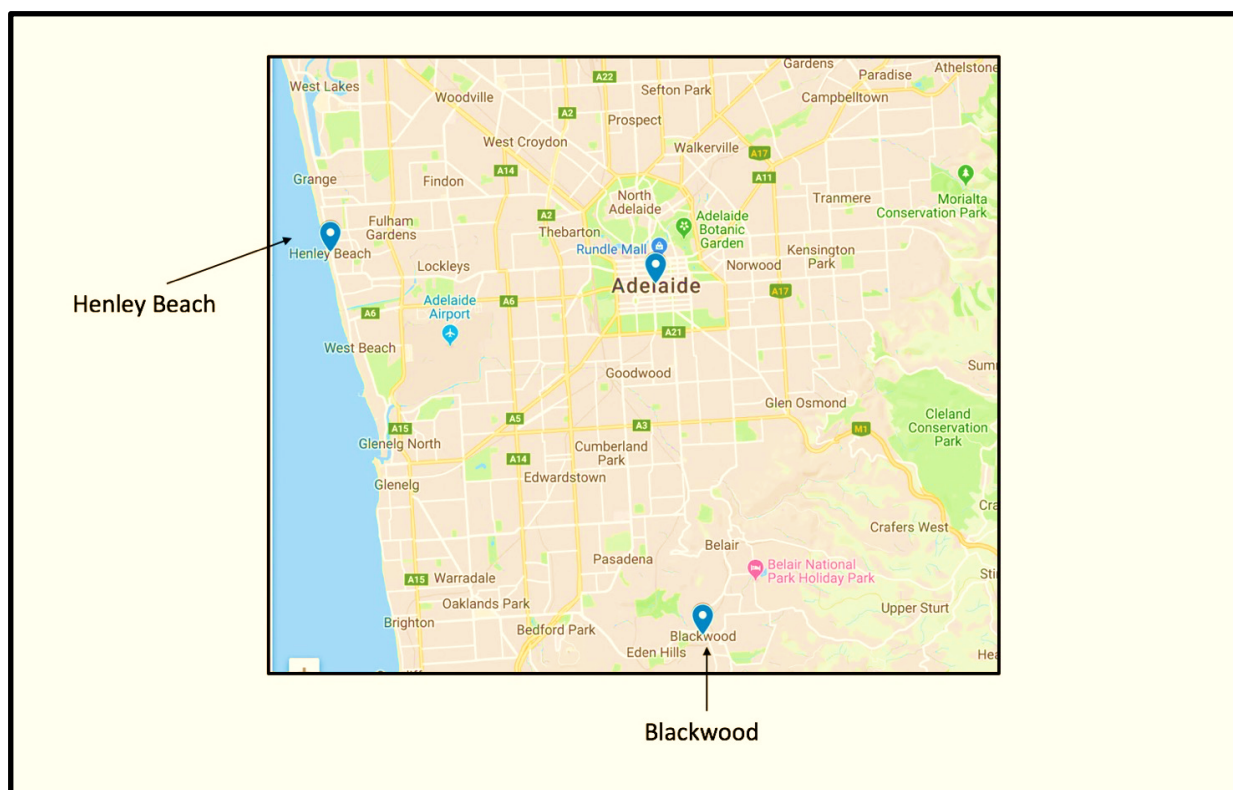 Gardens
Athelstone
A22
Paradise
West Lakes
Sefton Park
Woodville
Campbelltown
A2
Prospect
West Croydon
Walkerville
A17
A14
A11
Grange
Findon
North
Adelaide
Tranmere
Morialta
Conservation Park
A2
Fulham
Gardens
Thebarton
Adelaide
Botanic
Garden
Rundle Mall
Henley Beach
Kensington
Park
Lockleys
Norwood
Adelaide
A17
Henley Beach
Adelaide
Airport
A6
A6
A21
West Beach
Goodwood
Glen Osmond
Cleland
Conservation
Park
A5
A15
A3
M1
Glenelg North
Cumberland
Park
A14
Edwardstown
Glenelg
Crafers West
Belair
Pasadena
Belair National
Park Holiday Park
A15
Warradale
Oaklands Park
Upper Sturt
Brighton
Bedford Park
Blackwood
Eden Hills
Blackwood